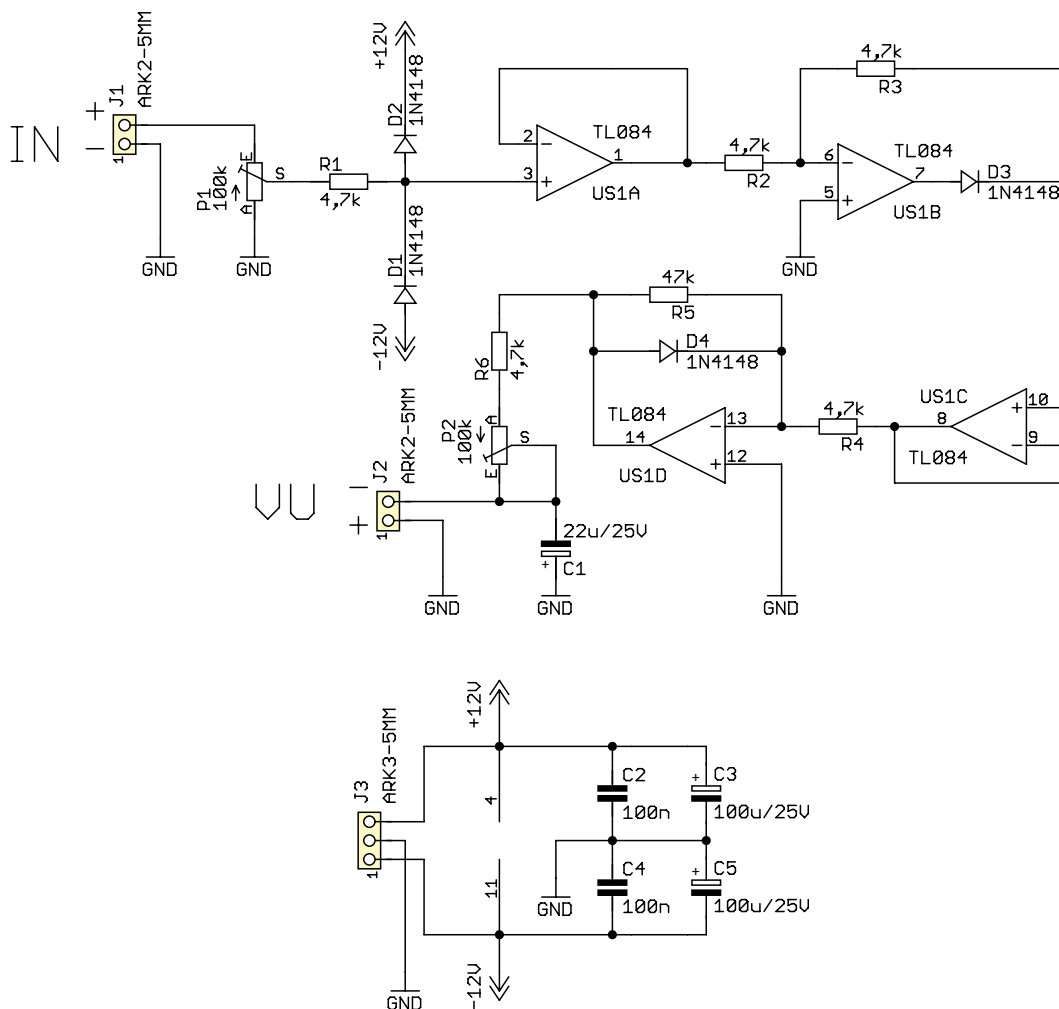 J1
ARK2-5MM
IN
+
-
1
P1
100k
E
S
A
R1
4,7k
GND
GND
+12V
D2
1N4148
D1
1N4148
-12V
2
3
-
+
1
TL084
US1A
4,7k
R2
4,7k
R3
6
5
-
+
7
TL084
US1B
GND
D3
1N4148
47k
R5
D4
1N4148
R6
4,7k
P2
100k
A
S
E
TL084
14
US1D
-
+
13
12
4,7k
R4
US1C
8
TL084
+
-
10
9
J2
ARK2-5MM
VU
-
+
1
22u/25V
+
C1
GND
GND
GND
+12V
J3
ARK3-5MM
1
4
11
C2
100n
+
C3
100u/25V
C4
100n
+
C5
100u/25V
GND
GND
-12V